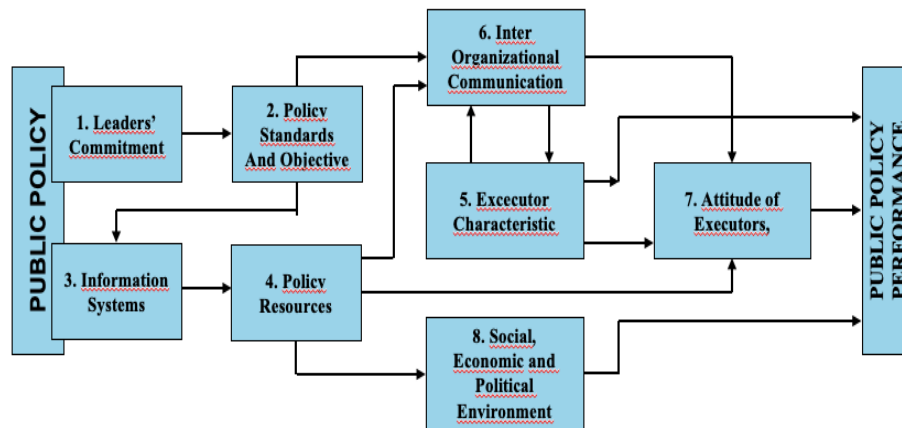 PUBLIC POLICY
1. Leaders'
Commitment
2. Policy
Standards
And Objective
3. Information
Systems
4. Policy
Resources
6. Inter
Organizational
Communication
5. Excecutor
Characteristic
7. Attitude of
Executors,
8. Social,
Economic and
Political
Environment
PUBLIC POLICY
PERFORMANCE